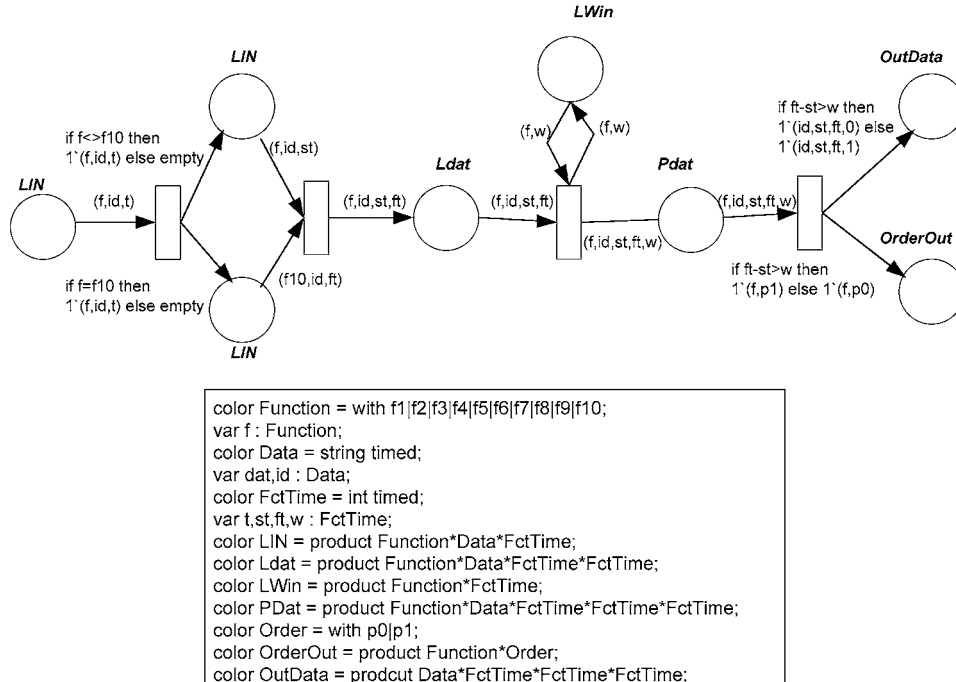 LWin
LIN
OutData
if f<>f10 then
1`(f,id,t) else empty
if ft-st>w then
1`(id,st,ft,0) else
1`(id,st,ft,1)
(f,w)
(f,w)
(f,id,st)
Ldat
Pdat
LIN
(f,id,t)
(f,id,st,ft)
(f,id,st,ft)
(f,id,st,ft,w)
(f,id,st,ft,w)
OrderOut
if f=f10 then
1`(f,id,t) else empty
(f10,id,ft)
if ft-st>w then
1`(f,p1) else 1`(f,p0)
LIN
color Function = with f1|f2|f3|f4|f5|f6|f7|f8|f9|f10;
var f : Function;
color Data = string timed;
var dat,id : Data;
color FctTime = int timed;
var t,st,ft,w : FctTime;
color LIN = product Function*Data*FctTime;
color Ldat = product Function*Data*FctTime*FctTime;
color LWin = product Function*FctTime;
color PDat = product Function*Data*FctTime*FctTime*FctTime;
color Order = with p0|p1;
color OrderOut = product Function*Order;
color OutData = prodcut Data*FctTime*FctTime*FctTime;